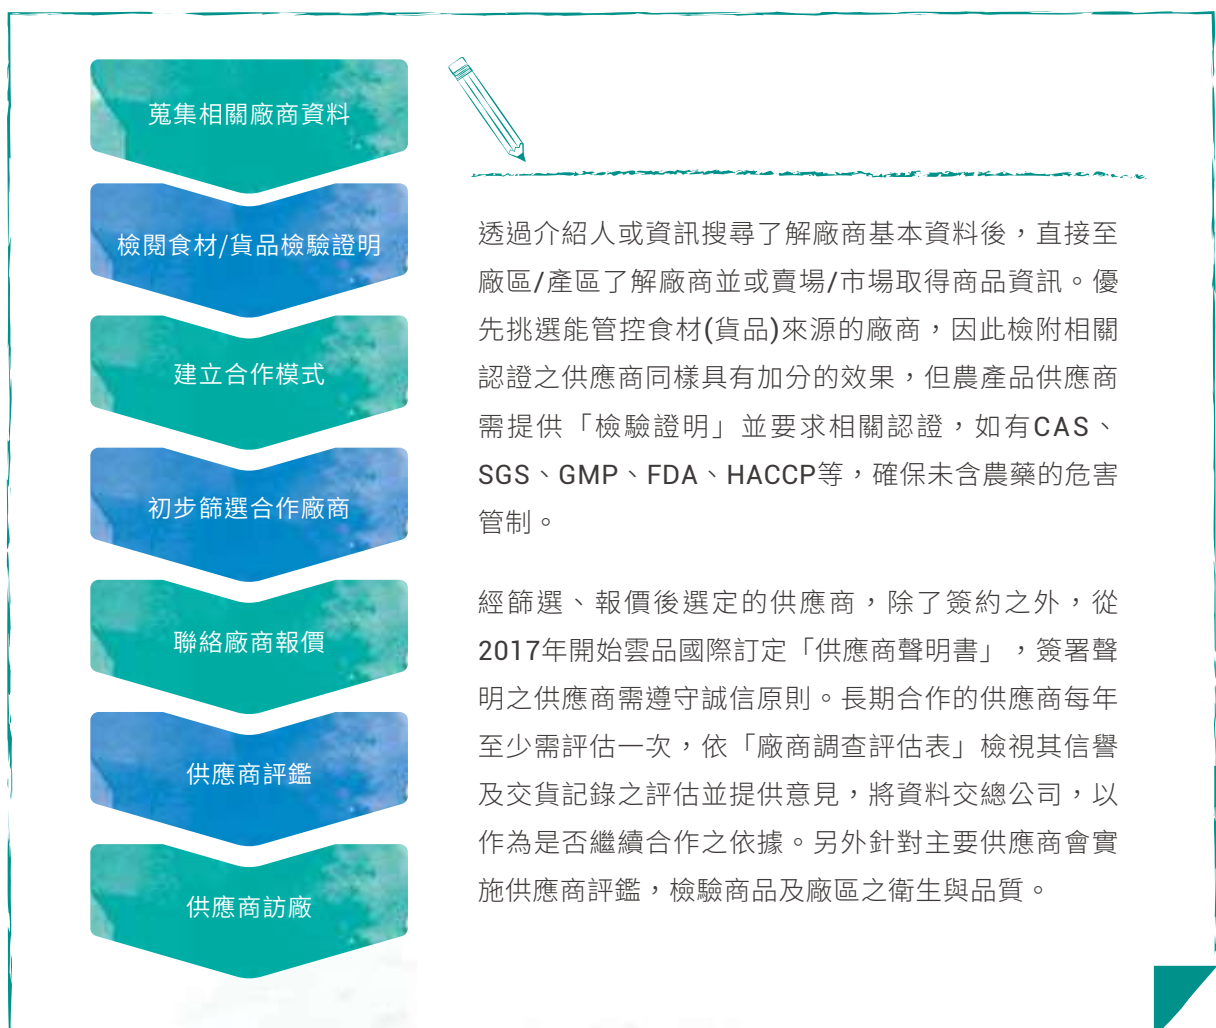 蒐集相關廠商資料
檢閱食材/貨品檢驗證明
建立合作模式
初步篩選合作廠商
聯絡廠商報價
供應商評鑑
供應商訪廠
透過介紹人或資訊搜尋了解廠商基本資料後，直接至
廠區/產區了解廠商並或賣場/市場取得商品資訊。優
先挑選能管控食材(貨品)來源的廠商，因此檢附相關
認證之供應商同樣具有加分的效果，但農產品供應商
需提供「檢驗證明」並要求相關認證，如有CAS、
SGS、GMP、FDA、HACCP等，確保未含農藥的危害
管制。
經篩選、報價後選定的供應商，除了簽約之外，從
2017年開始雲品國際訂定「供應商聲明書」，簽署聲
明之供應商需遵守誠信原則。長期合作的供應商每年
至少需評估一次，依「廠商調查評估表」檢視其信譽
及交貨記錄之評估並提供意見，將資料交總公司，以
作為是否繼續合作之依據。另外針對主要供應商會實
施供應商評鑑，檢驗商品及廠區之衛生與品質。